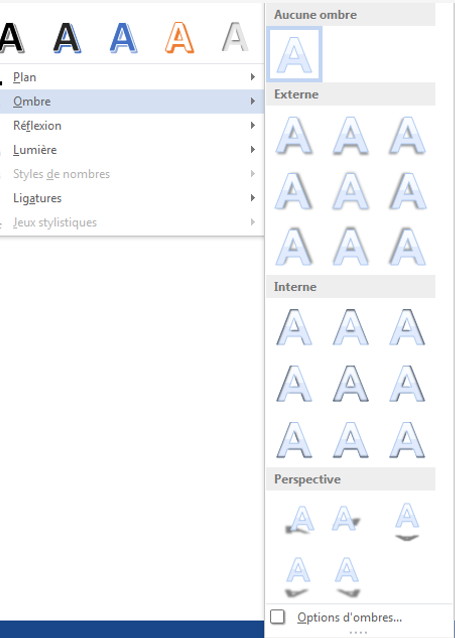 Plan
Ombre
Réflexion
Lumière
Styles de nombres
Ligatures
Jeux stylistiques
Aucune ombre
Externe
Interne
Perspective
Options d'ombres...